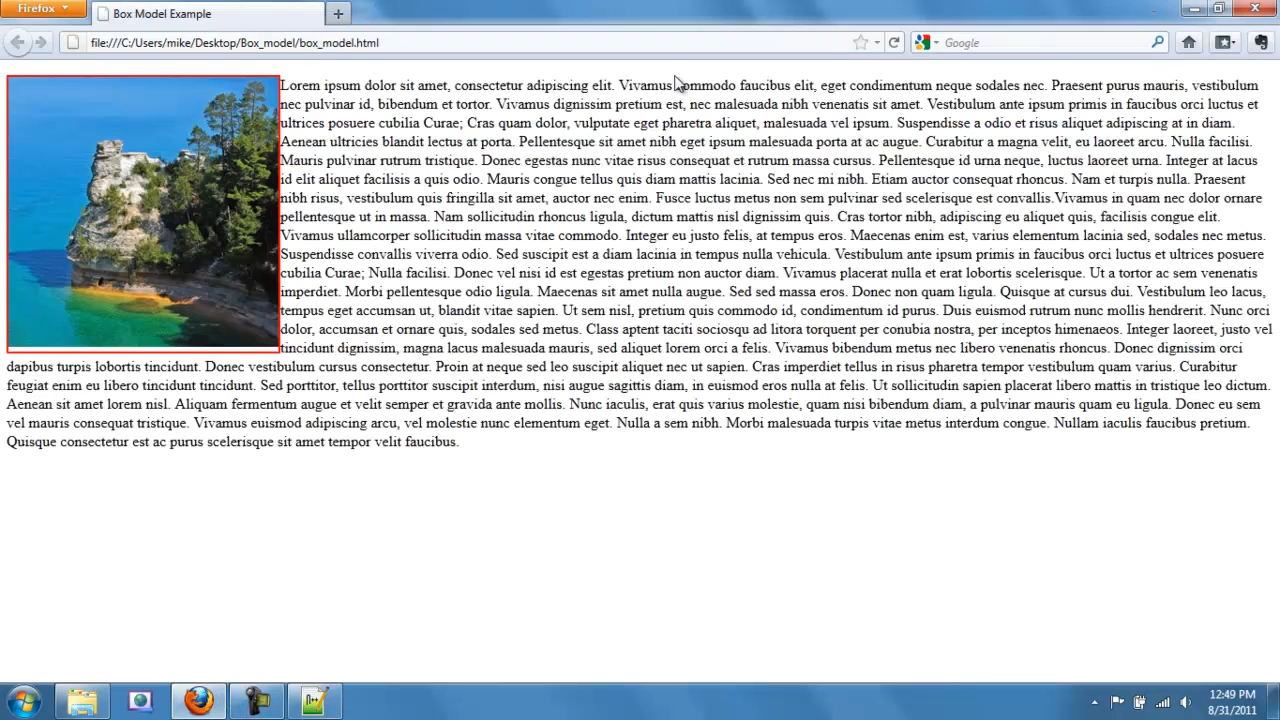 Firefox
Box Model Example
file:///C:/Users/mike/Desktop/Box_model/box_model.html
Google
Lorem ipsum dolor sit amet, consectetur adipiscing elit. Vivamus commodo faucibus elit, eget condimentum neque sodales nec. Praesent purus mauris, vestibulum
nec pulvinar id, bibendum et tortor. Vivamus dignissim pretium est, nec malesuada nibh venenatis sit amet. Vestibulum ante ipsum primis in faucibus orci luctus et
ultrices posuere cubilia Curae; Cras quam dolor, vulputate eget pharetra aliquet, malesuada vel ipsum. Suspendisse a odio et risus aliquet adipiscing at in diam.
Aenean ultricies blandit lectus at porta. Pellentesque sit amet nibh eget ipsum malesuada porta at ac augue. Curabitur a magna velit, eu laoreet arcu. Nulla facilisi.
Mauris pulvinar rutrum tristique. Donec egestas nunc vitae risus consequat et rutrum massa cursus. Pellentesque id urna neque, luctus laoreet urna. Integer at lacus
id elit aliquet facilisis a quis odio. Mauris congue tellus quis diam mattis lacinia. Sed nec mi nibh. Etiam auctor consequat rhoncus. Nam et turpis nulla. Praesent
nibh risus, vestibulum quis fringilla sit amet, auctor nec enim. Fusce luctus metus non sem pulvinar sed scelerisque est convallis.Vivamus in quam nec dolor ornare
pellentesque ut in massa. Nam sollicitudin rhoncus ligula, dictum mattis nisl dignissim quis. Cras tortor nibh, adipiscing eu aliquet quis, facilisis congue elit.
Vivamus ullamcorper sollicitudin massa vitae commodo. Integer eu justo felis, at tempus eros. Maecenas enim est, varius elementum lacinia sed, sodales nec metus.
Suspendisse convallis viverra odio. Sed suscipit est a diam lacinia in tempus nulla vehicula. Vestibulum ante ipsum primis in faucibus orci luctus et ultrices posuere
cubilia Curae; Nulla facilisi. Donec vel nisi id est egestas pretium non auctor diam. Vivamus placerat nulla et erat lobortis scelerisque. Ut a tortor ac sem venenatis
imperdiet. Morbi pellentesque odio ligula. Maecenas sit amet nulla augue. Sed sed massa eros. Donec non quam ligula. Quisque at cursus dui. Vestibulum leo lacus,
tempus eget accumsan ut, blandit vitae sapien. Ut sem nisl, pretium quis commodo id, condimentum id purus. Duis euismod rutrum nunc mollis hendrerit. Nunc orci
dolor, accumsan et ornare quis, sodales sed metus. Class aptent taciti sociosqu ad litora torquent per conubia nostra, per inceptos himenaeos. Integer laoreet, justo vel
tincidunt dignissim, magna lacus malesuada mauris, sed aliquet lorem orci a felis. Vivamus bibendum metus nec libero venenatis rhoncus. Donec dignissim orci
dapibus turpis lobortis tincidunt. Donec vestibulum cursus consectetur. Proin at neque sed leo suscipit aliquet nec ut sapien. Cras imperdiet tellus in risus pharetra tempor vestibulum quam varius. Curabitur
feugiat enim eu libero tincidunt tincidunt. Sed porttitor, tellus porttitor suscipit interdum, nisi augue sagittis diam, in euismod eros nulla at felis. Ut sollicitudin sapien placerat libero mattis in tristique leo dictum.
Aenean sit amet lorem nisl. Aliquam fermentum augue et velit semper et gravida ante mollis. Nunc iaculis, erat quis varius molestie, quam nisi bibendum diam, a pulvinar mauris quam eu ligula. Donec eu sem
vel mauris consequat tristique. Vivamus euismod adipiscing arcu, vel molestie nunc elementum eget. Nulla a sem nibh. Morbi malesuada turpis vitae metus interdum congue. Nullam iaculis faucibus pretium.
Quisque consectetur est ac purus scelerisque sit amet tempor velit faucibus.
12:49 PM
8/31/2011